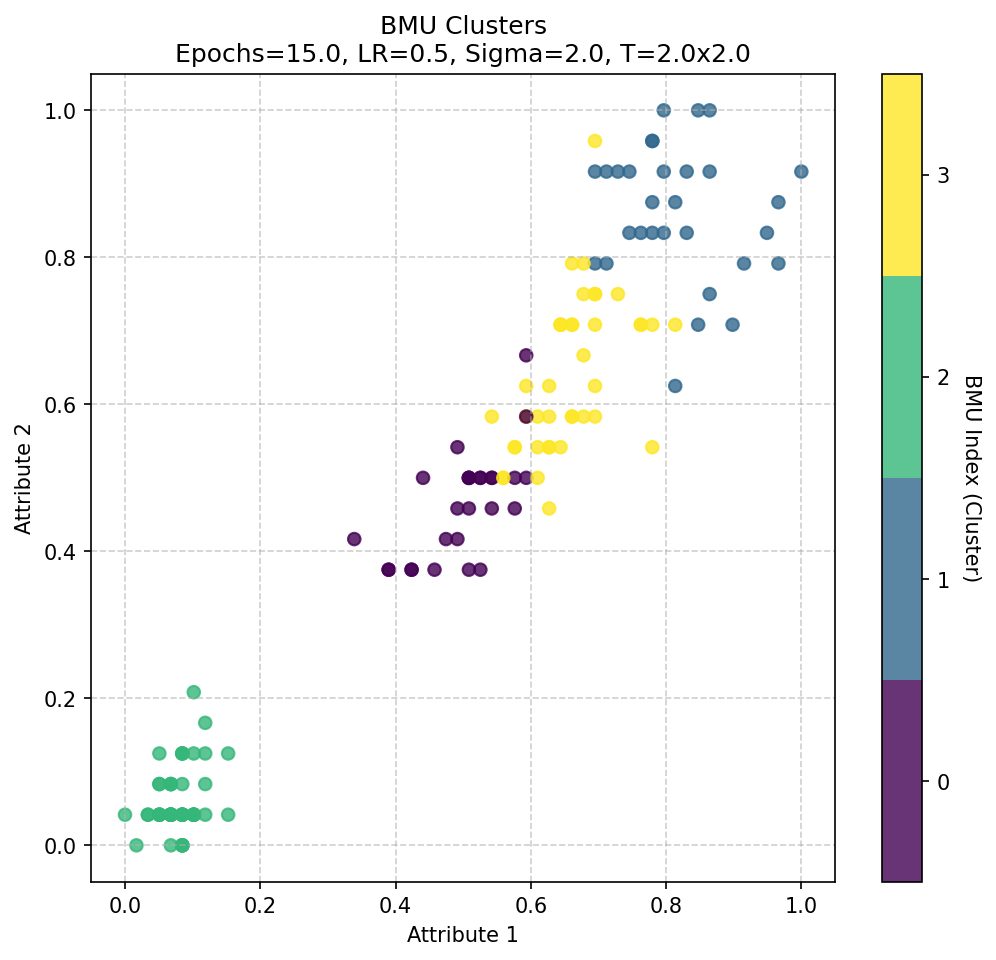 BMU Clusters
Epochs=15.0, LR=0.5, Sigma=2.0, T=2.0x2.0
1.0
0.8
0.6
0.4
0.2
0.0
Attribute 2
0.0 0.2 0.4 0.6 0.8 1.0
Attribute 1
3
2
1
0
BMU Index (Cluster)